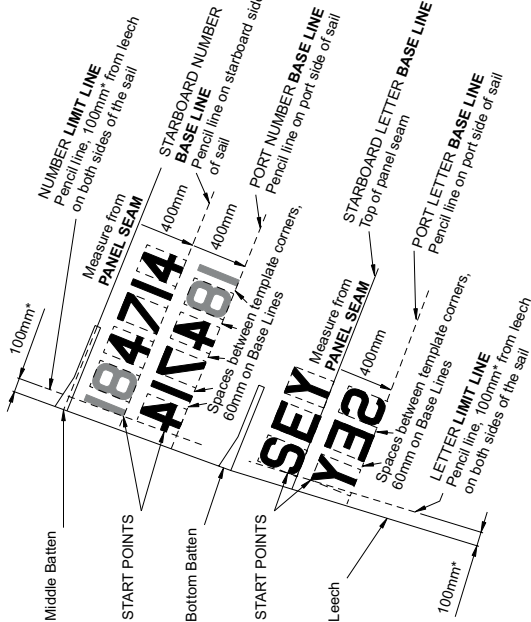 100mm*
NUMBER LIMIT LINE
Pencil line, 100mm* from leech
on both sides of the sail
Middle Batten
Measure from
PANEL SEAM
STARBOARD NUMBER
BASE LINE
Pencil line on starboard side
of sail
400mm
400mm
184714
417481
PORT NUMBER BASE LINE
Pencil line on port side of sail
START POINTS
Spaces between template corners,
60mm on Base Lines
Bottom Batten
STARBOARD LETTER BASE LINE
Top of panel seam
Measure from
PANEL SEAM
400mm
SEY
YES
PORT LETTER BASE LINE
Pencil line on port side of sail
START POINTS
Spaces between template corners,
60mm on Base Lines
Leech
LETTER LIMIT LINE
Pencil line, 100mm* from leech
on both sides of the sail
100mm*